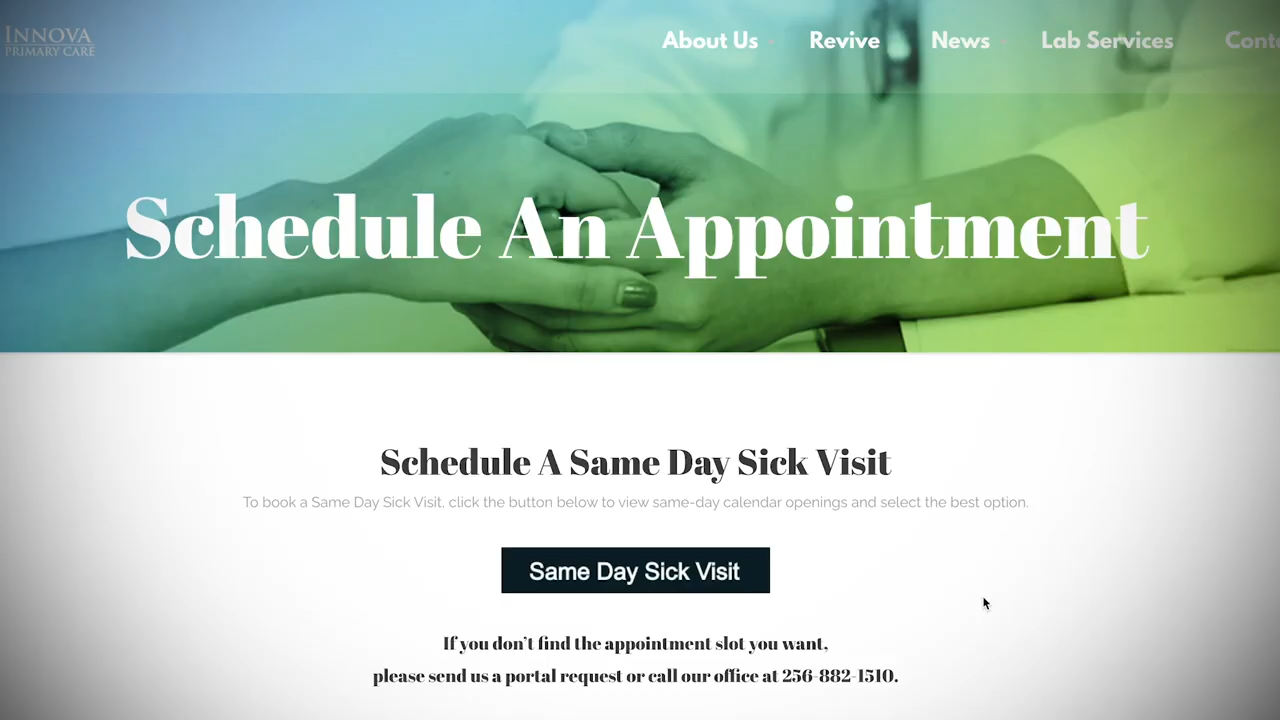 INNOVA
PRIMARY CARE
About Us
Revive
News
Lab Services
Schedule An Appointment
Schedule A Same Day Sick Visit
To book a Same Day Sick Visit, click the button below to view same-day calendar openings and select the best option.
Same Day Sick Visit
If you don't find the appointment slot you want,
please send us a portal request or call our office at 256-882-1510.